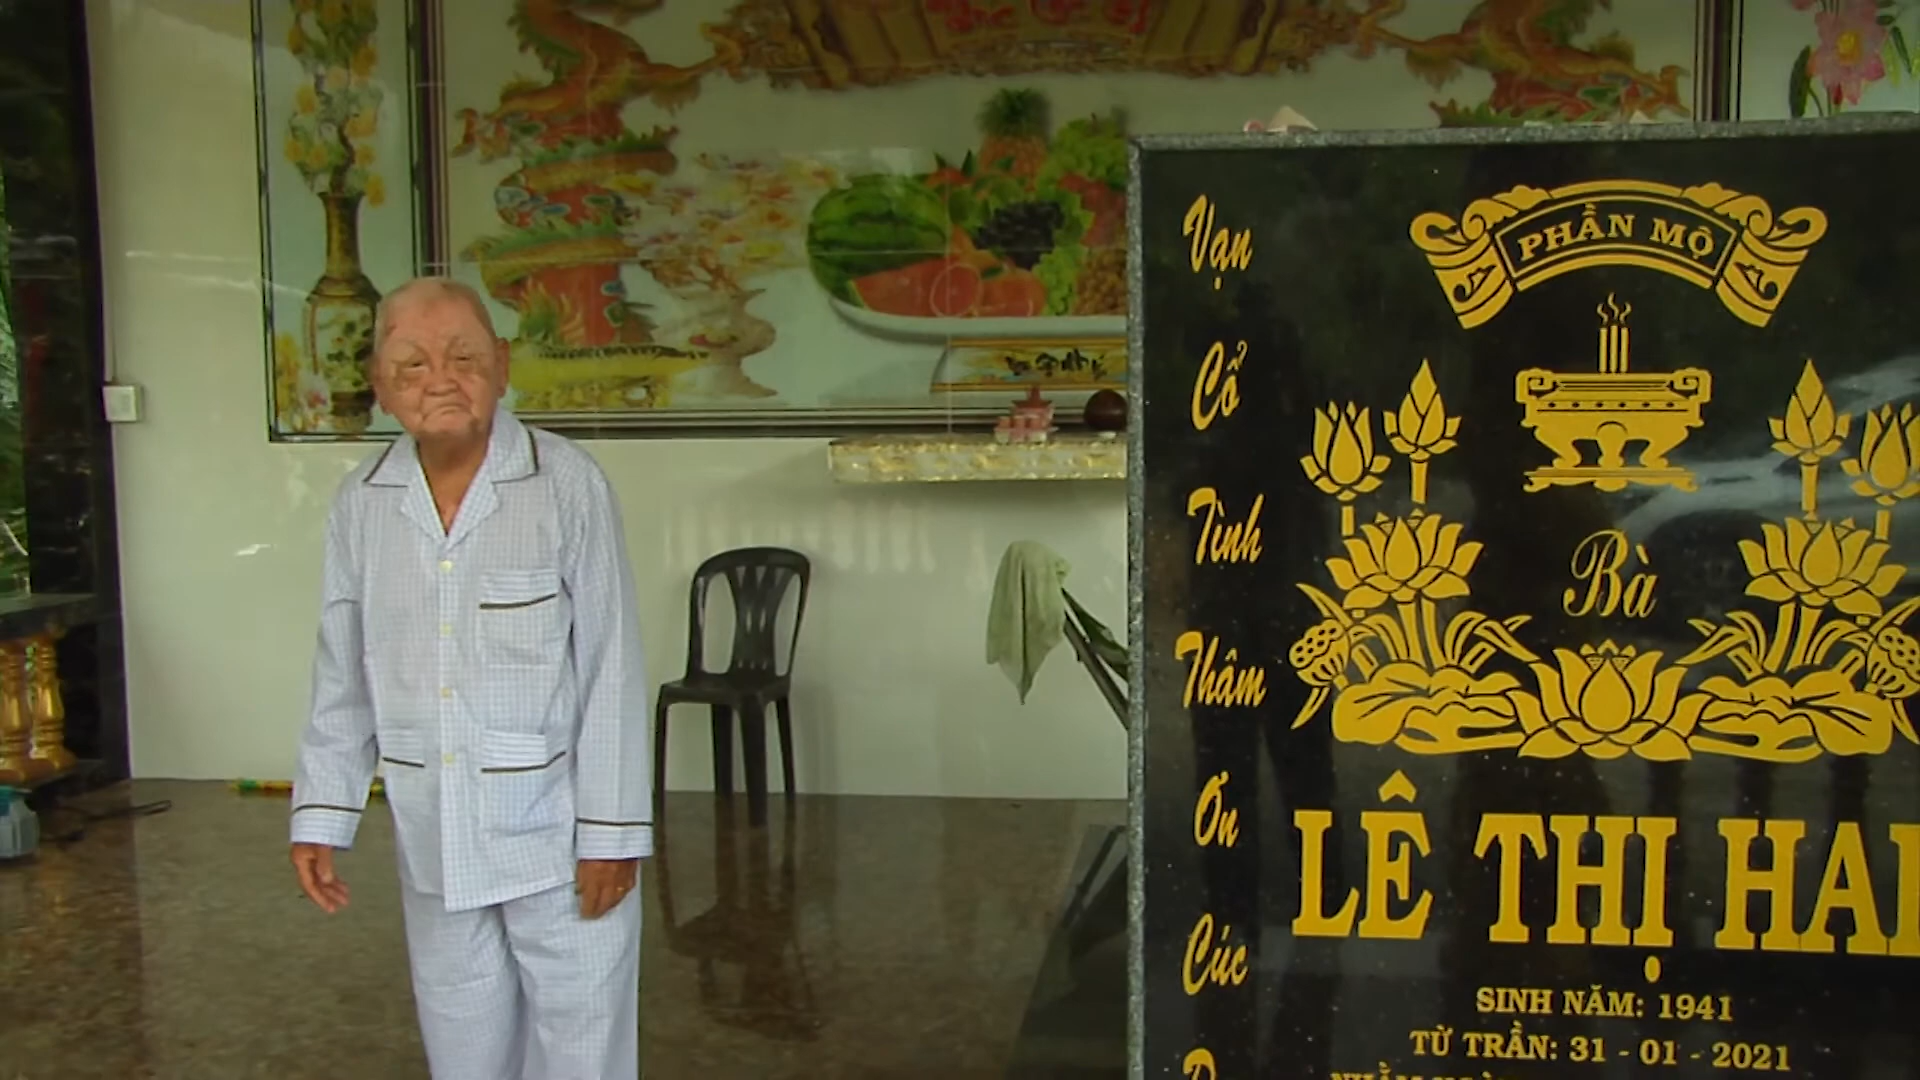 PHẦN MỘ
Vạn
Cổ
Tình
Thâm
Ơn
Cúc
Bà
LÊ THỊ HAI
SINH NĂM: 1941
TỪ TRẦN: 31 - 01 - 2021